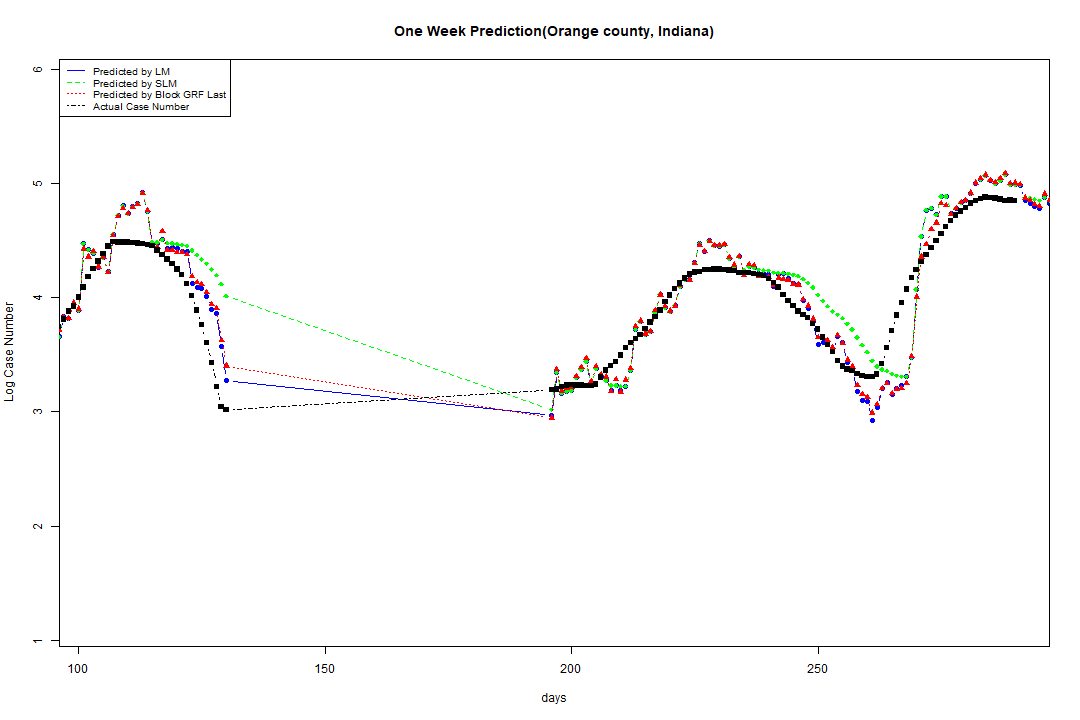 One Week Prediction(Orange county, Indiana)
Predicted by LM
Predicted by SLM
Predicted by Block GRF Last
Actual Case Number
6
5
4
3
2
1
Log Case Number
100 150 200 250
days